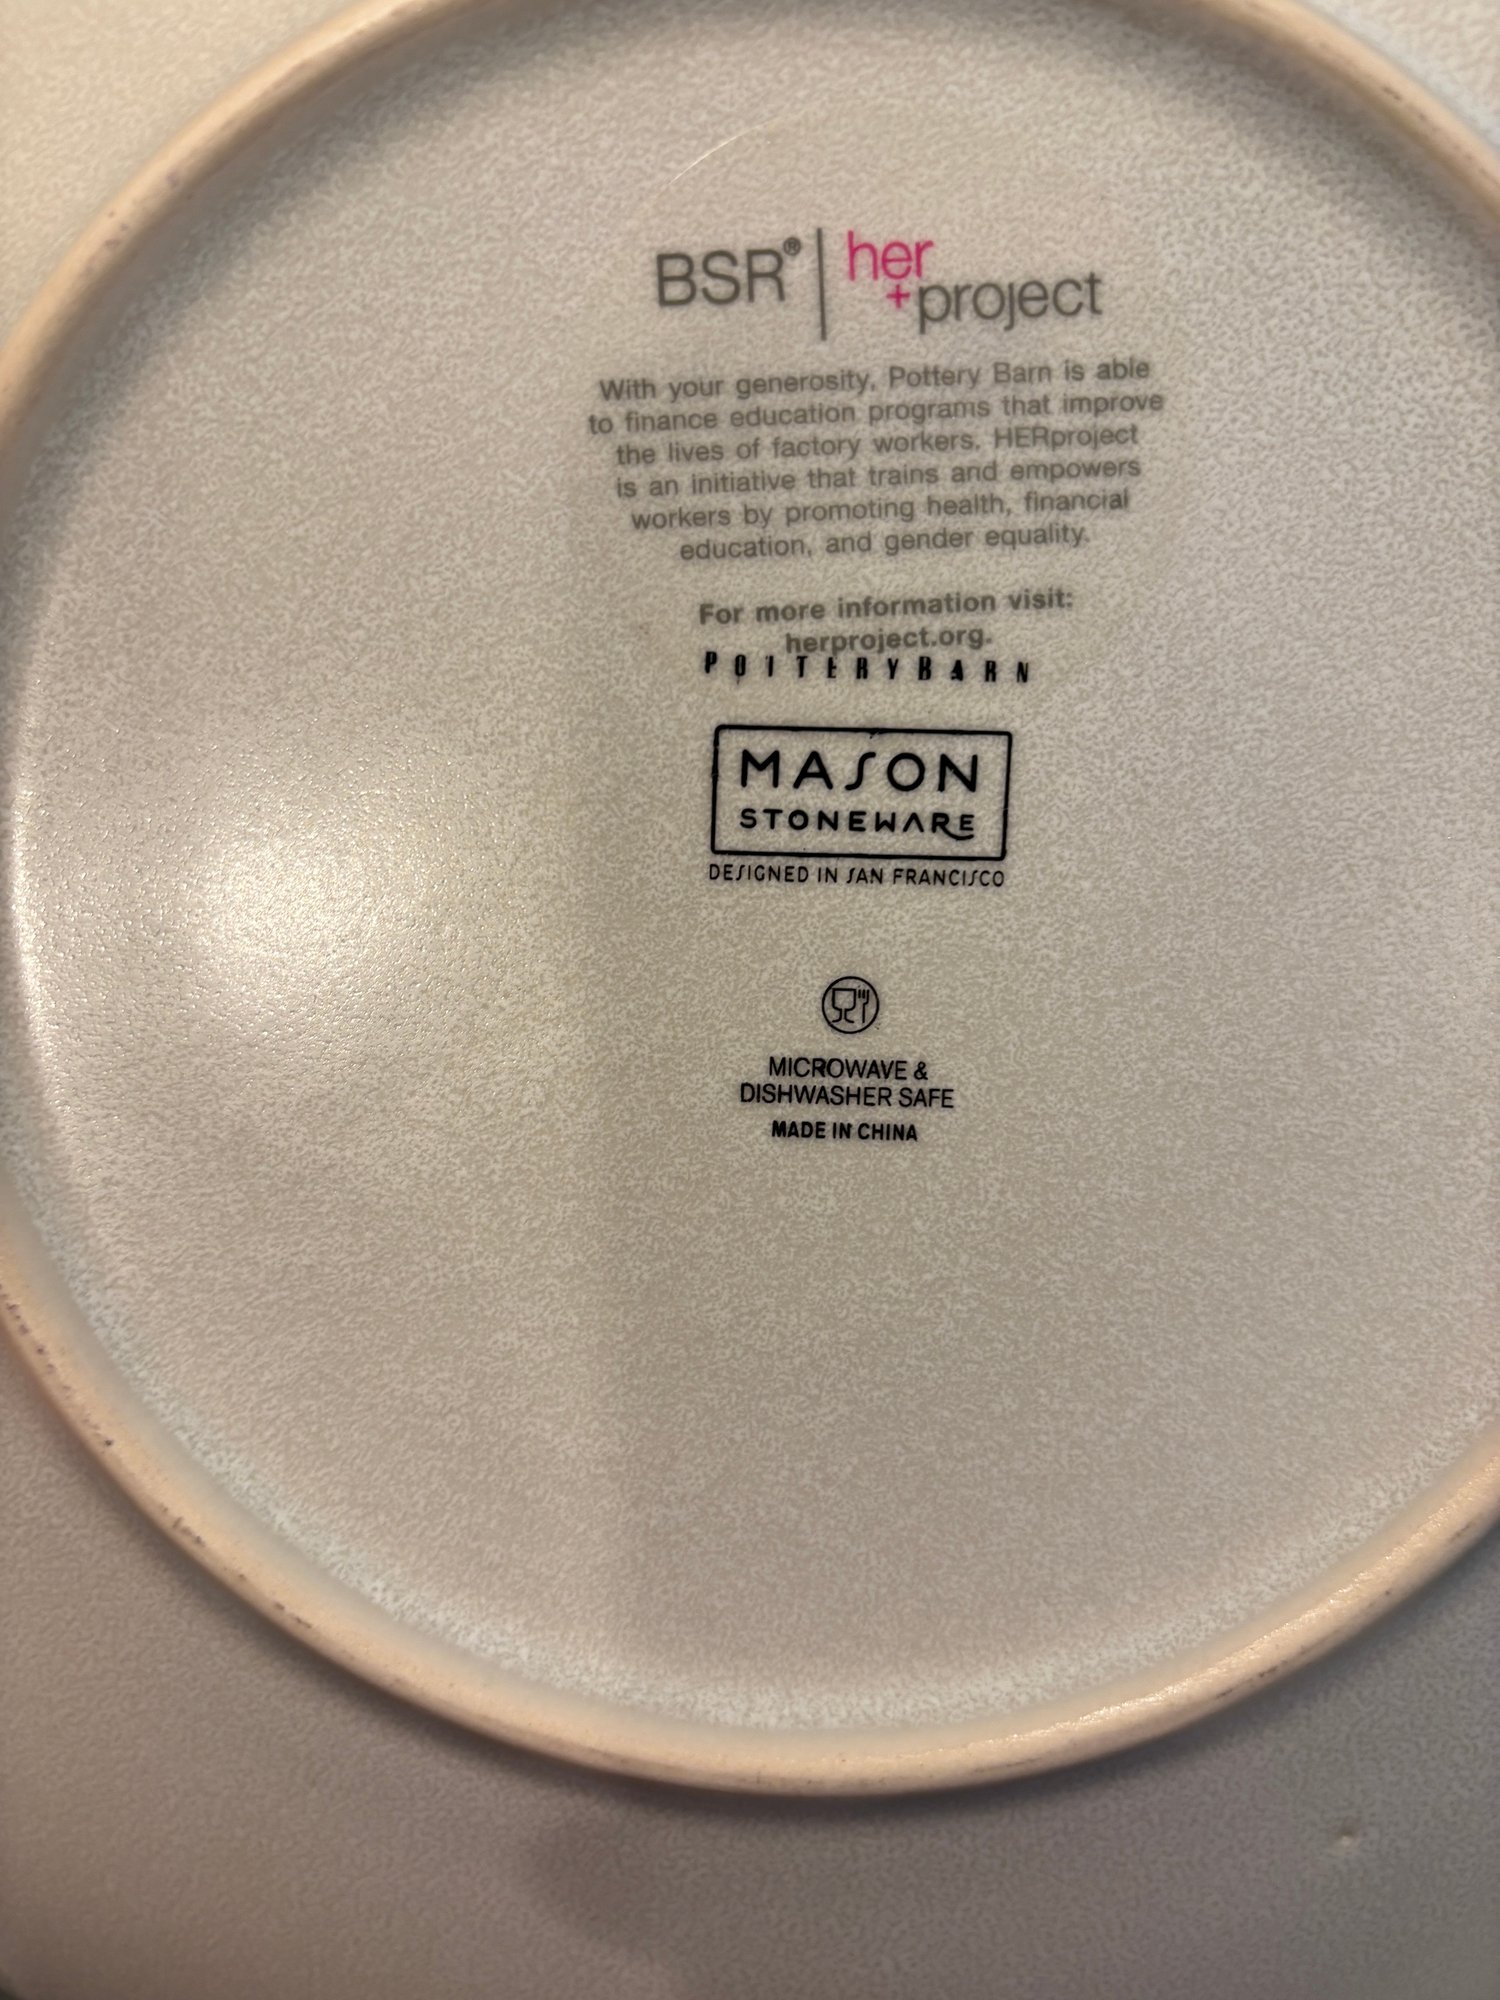 BSR® | her
+project
With your generosity, Pottery Barn is able
to finance education programs that improve
the lives of factory workers. HERproject
is an initiative that trains and empowers
workers by promoting health, financial
education, and gender equality.
For more information visit:
herproject.org.
POTTERYBARN
MASON
STONEWARE
DESIGNED IN SAN FRANCISCO
MICROWAVE &
DISHWASHER SAFE
MADE IN CHINA